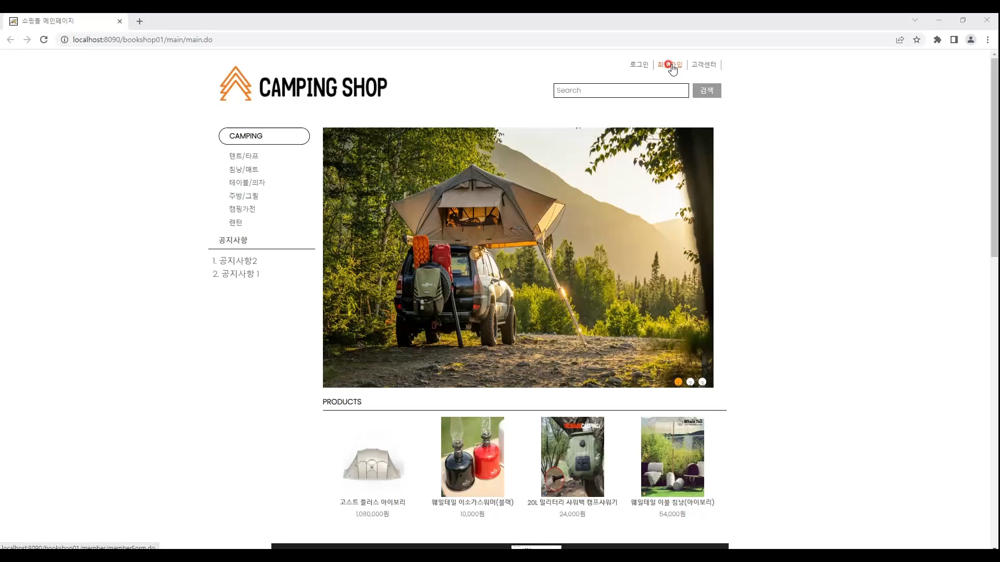 쇼핑몰 메인페이지
localhost:8090/bookshop01/main/main.do
로그인 회원가입 고객센터
CAMPING SHOP
Search 검색
CAMPING
텐트/타프
침낭/매트
테이블/의자
주방/그릴
캠핑가전
랜턴
공지사항
1. 공지사항2
2. 공지사항 1
1 2 3
PRODUCTS
Whale Tail
고스트 플러스 아이보리
1,080,000원
웨일테일 이소가스워머(블랙)
10,000원
20L 밀리터리 샤워백 캠프샤워기
24,000원
웨일테일 이불 침낭(아이보리)
54,000원
localhost:8090/bookshop01/member/memberForm.do